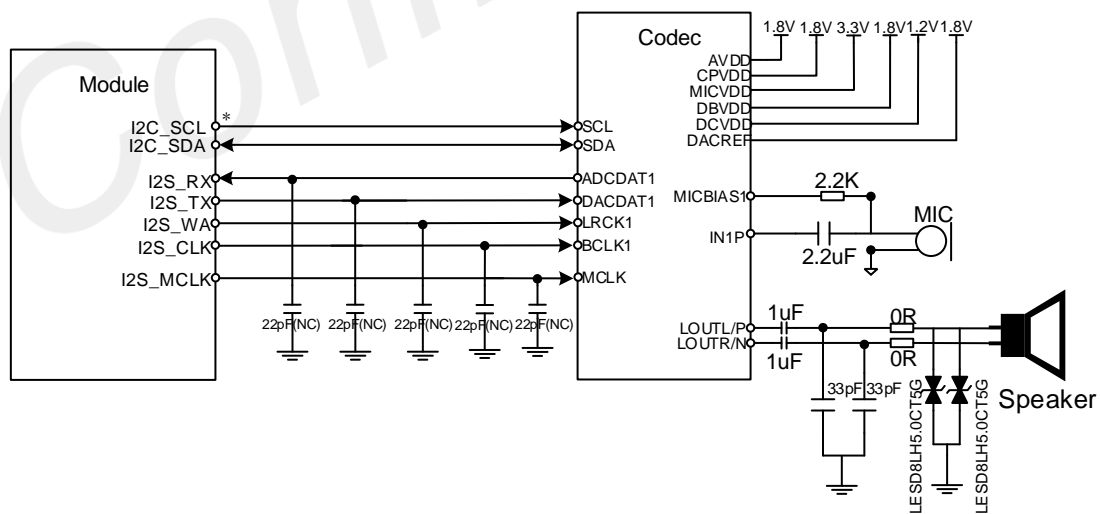 Codec
1.8V 1.8V 3.3V 1.8V 1.2V 1.8V
AVDD
CPVDD
MICVDD
DBVDD
DCVDD
DACREF
Module
I2C_SCL * SCL
I2C_SDA SDA
I2S_RX ADCDAT1
I2S_TX DACDAT1
I2S_WA LRCK1
I2S_CLK BCLK1
I2S_MCLK MCLK
22pF(NC) 22pF(NC) 22pF(NC) 22pF(NC) 22pF(NC)
MICBIAS1 2.2K
MIC
IN1P
2.2uF
LOUTL/P 1uF 0R
LOUTR/N 1uF 0R
33pF 33pF
LESD8LH5.0CT5G
LESD8LH5.0CT5G
Speaker